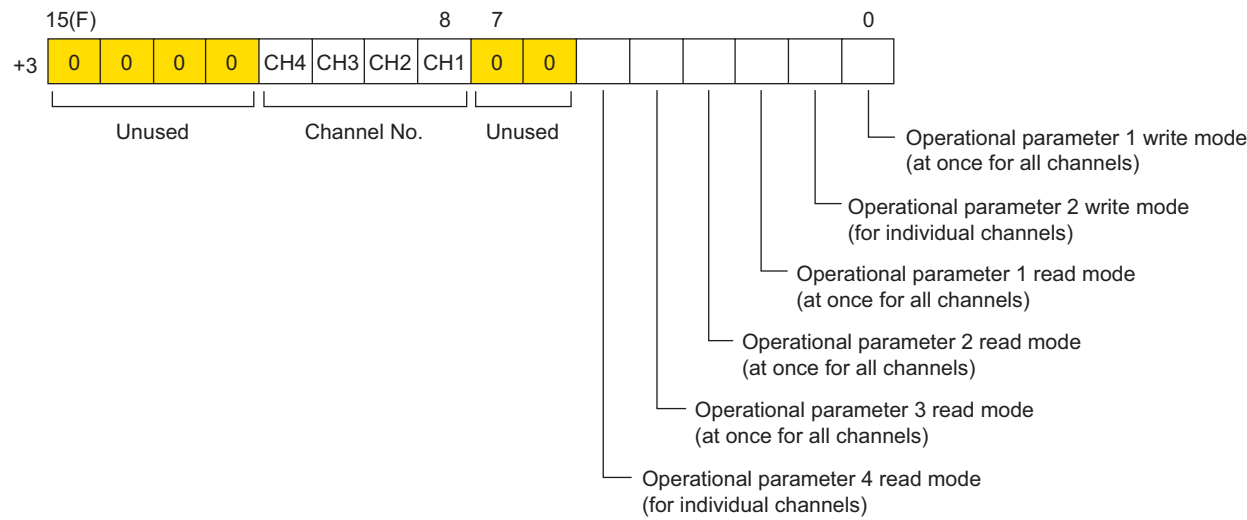 15(F) 8 7 0
+3 0 0 0 0 CH4 CH3 CH2 CH1 0 0
Unused Channel No. Unused
Operational parameter 1 write mode
(at once for all channels)
Operational parameter 2 write mode
(for individual channels)
Operational parameter 1 read mode
(at once for all channels)
Operational parameter 2 read mode
(at once for all channels)
Operational parameter 3 read mode
(at once for all channels)
Operational parameter 4 read mode
(for individual channels)